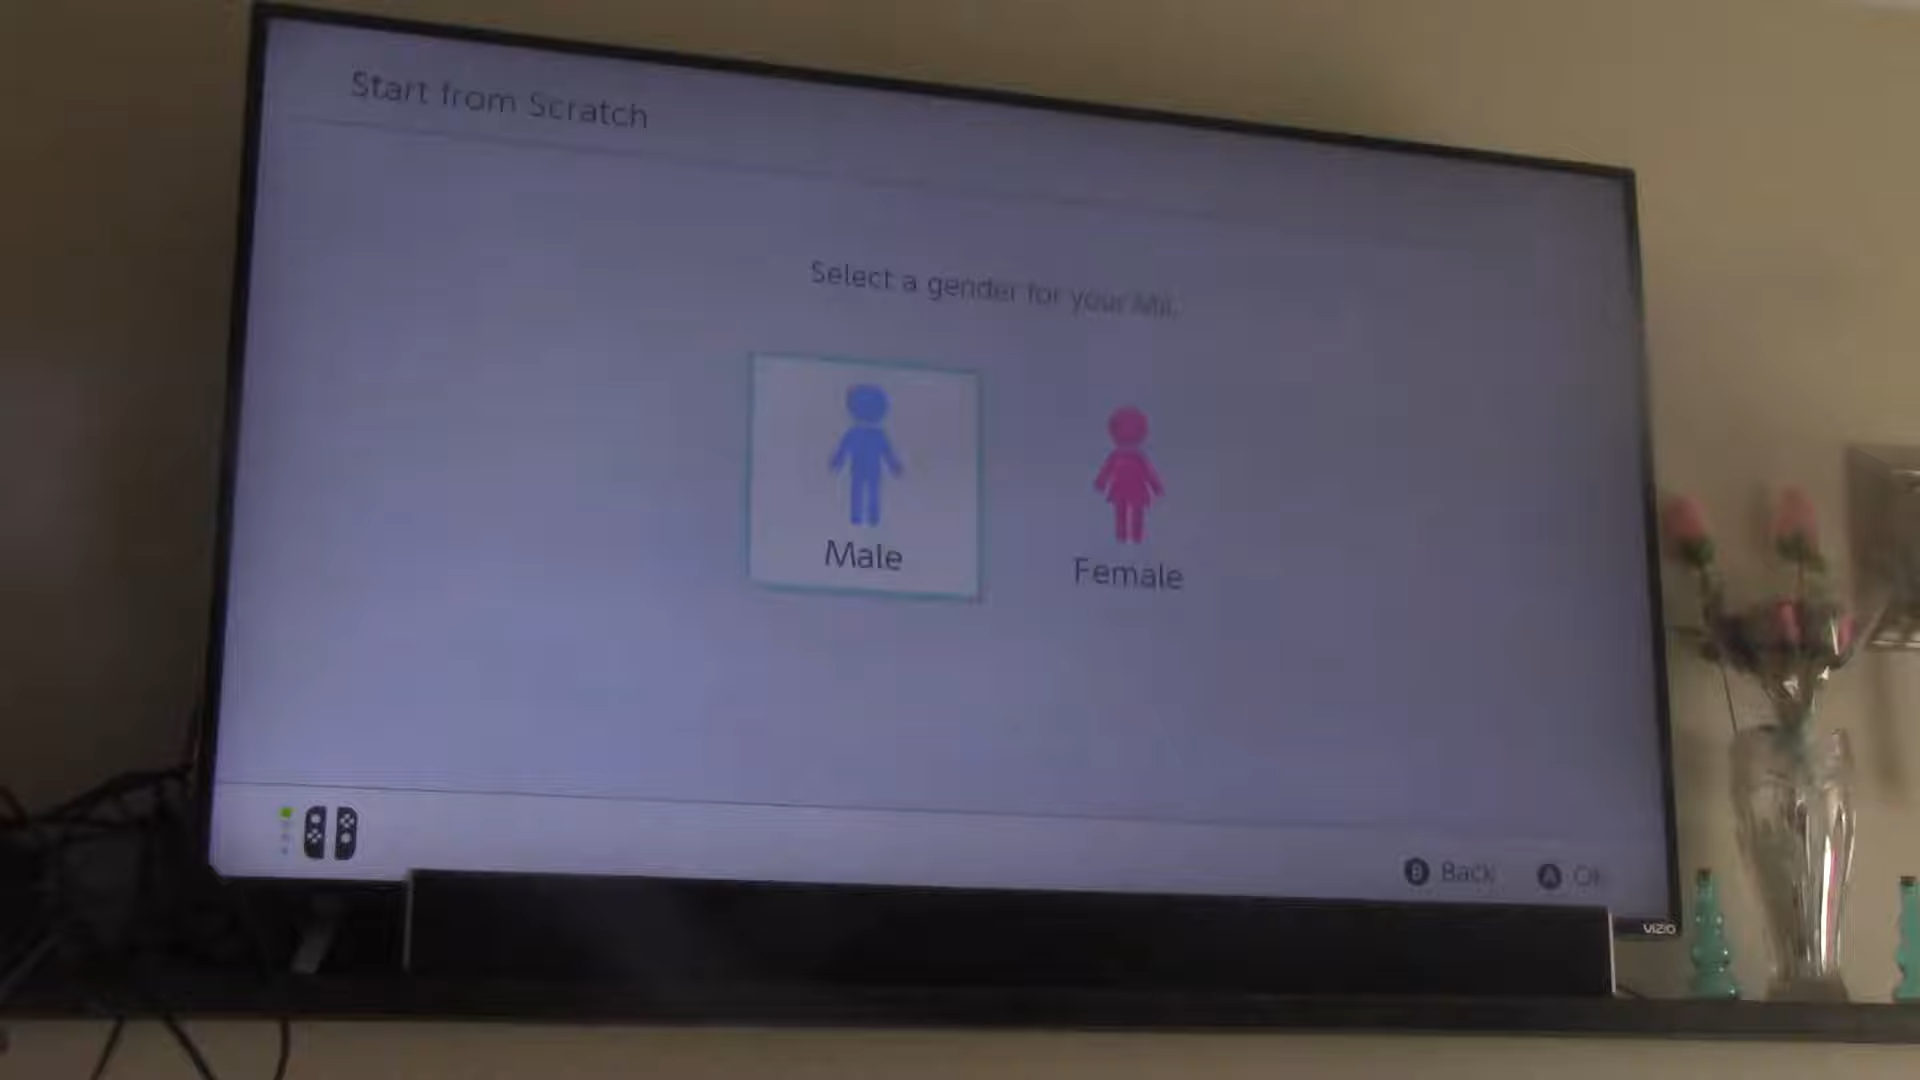 Start from Scratch
Select a gender for your Mii.
Male
Female
B Back
A OK
VIZIO